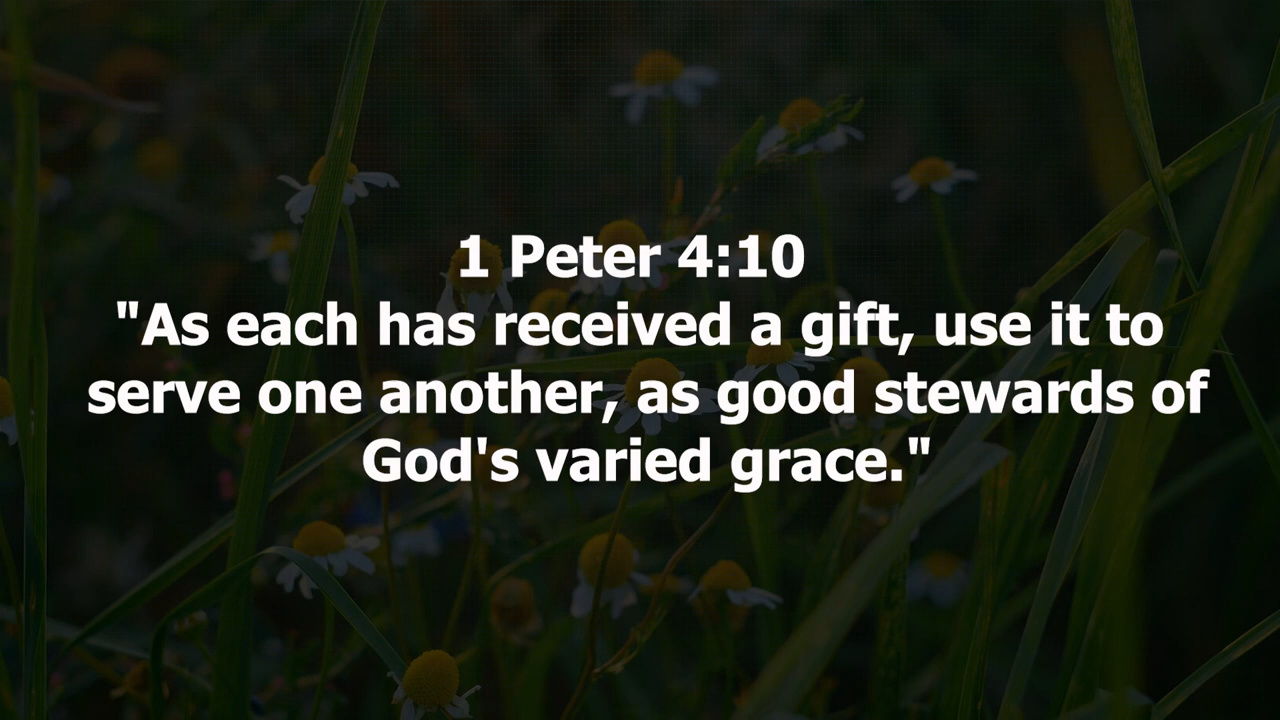 1 Peter 4:10
"As each has received a gift, use it to
serve one another, as good stewards of
God's varied grace."